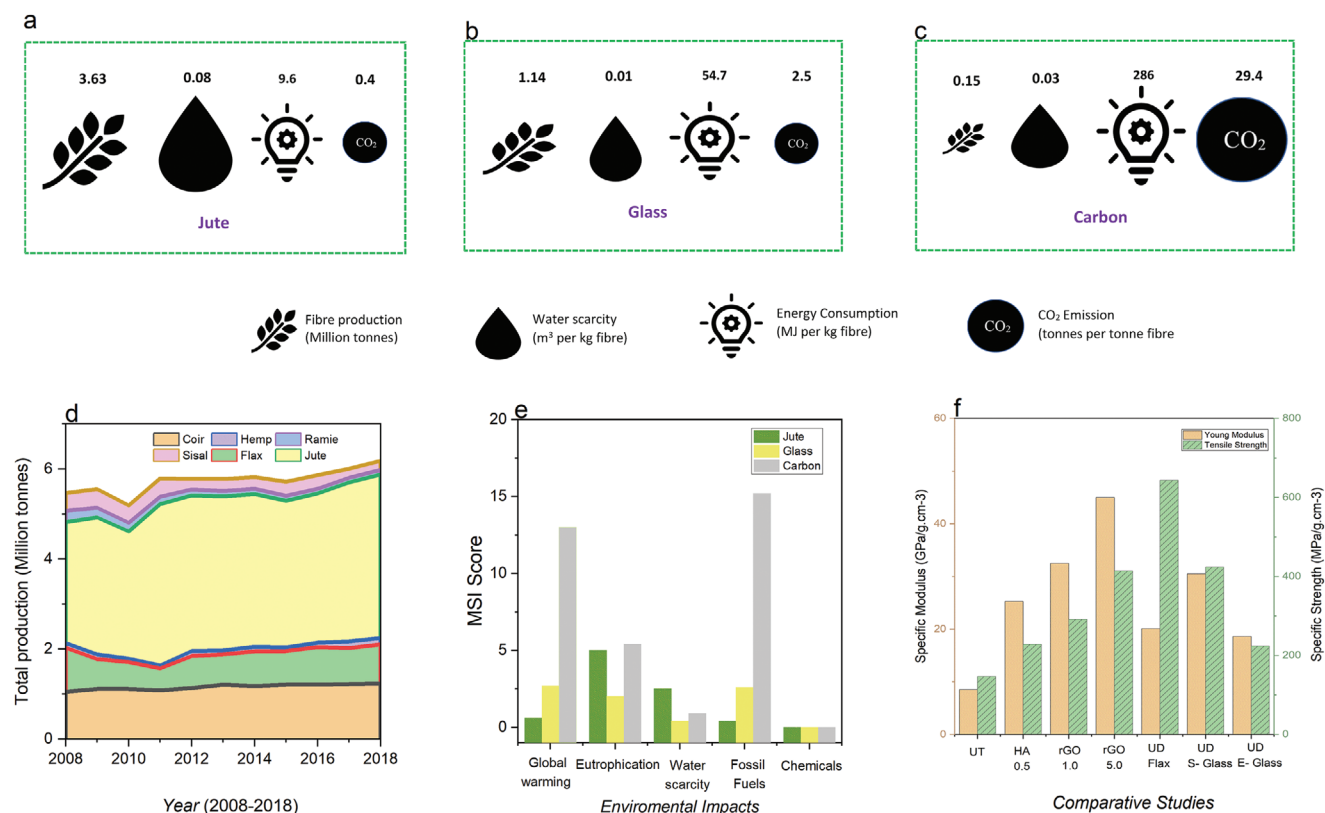 a
3.63 0.08 9.6 0.4
CO₂
Jute
b
1.14 0.01 54.7 2.5
CO₂
Glass
c
0.15 0.03 286 29.4
CO₂
Carbon
Fibre production
(Million tonnes)
Water scarcity
(m³ per kg fibre)
Energy Consumption
(MJ per kg fibre)
CO₂
CO₂ Emission
(tonnes per tonne fibre
d
Coir Hemp Ramie
Sisal Flax Jute
Total production (Million tonnes)
6
4
2
0
2008 2010 2012 2014 2016 2018
Year (2008-2018)
e
Jute
Glass
Carbon
MSI Score
20
15
10
5
0
Global warming
Eutrophication
Water scarcity
Fossil Fuels
Chemicals
Enviromental Impacts
f
Young Modulus
Tensile Strength
Specific Modulus (GPa/g.cm-3)
60
40
20
0
Specific Strength (MPa/g.cm-3)
800
600
400
200
0
UT
HA 0.5
rGO 1.0
rGO 5.0
UD Flax
UD S- Glass
UD E- Glass
Comparative Studies